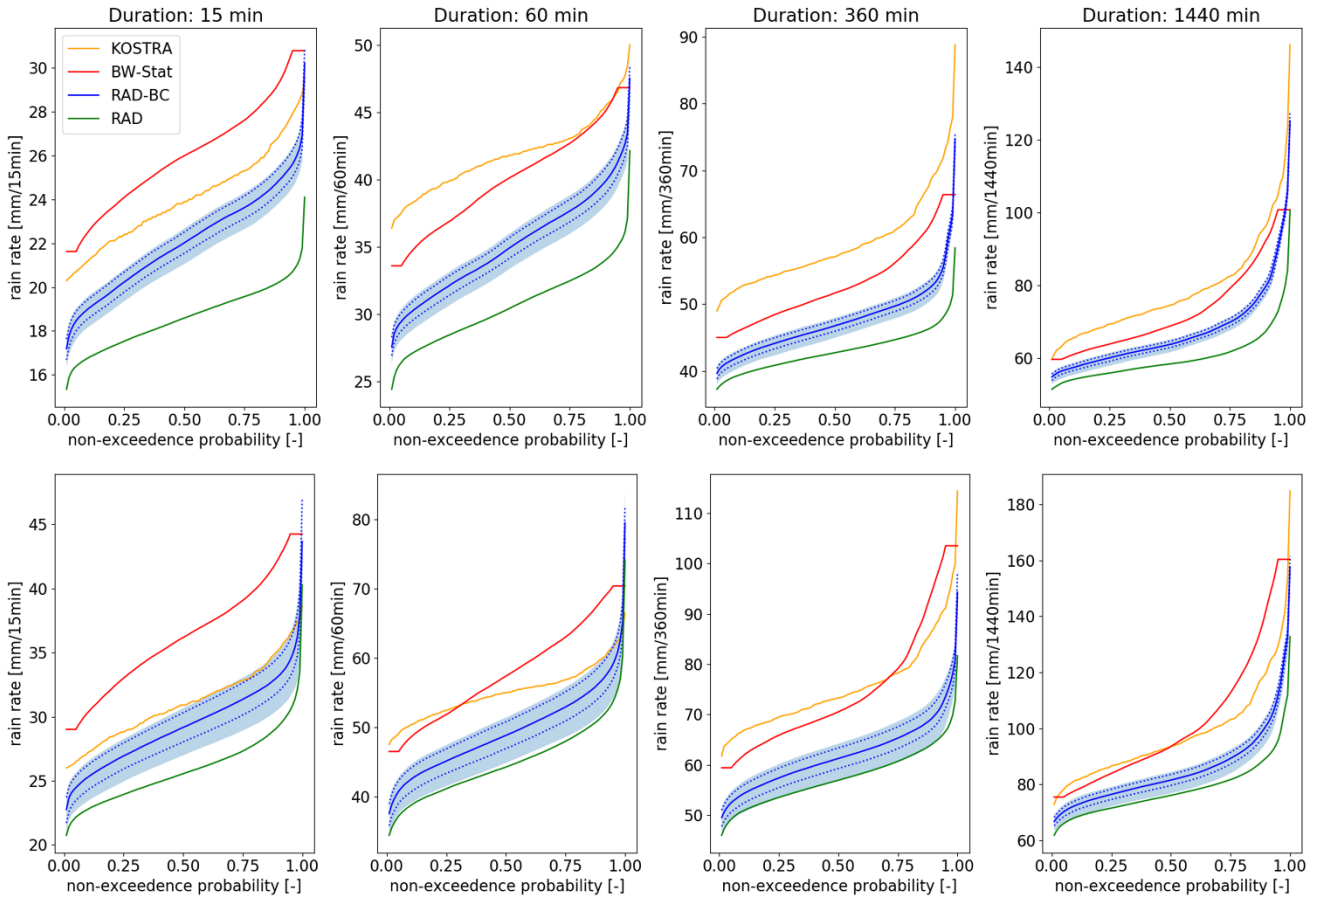 Duration: 15 min
rain rate [mm/15min]
30
28
26
24
22
20
18
16
KOSTRA
BW-Stat
RAD-BC
RAD
0.00 0.25 0.50 0.75 1.00
non-exceedence probability [-]
Duration: 60 min
rain rate [mm/60min]
50
45
40
35
30
25
0.00 0.25 0.50 0.75 1.00
non-exceedence probability [-]
Duration: 360 min
rain rate [mm/360min]
90
80
70
60
50
40
0.00 0.25 0.50 0.75 1.00
non-exceedence probability [-]
Duration: 1440 min
rain rate [mm/1440min]
140
120
100
80
60
0.00 0.25 0.50 0.75 1.00
non-exceedence probability [-]
rain rate [mm/15min]
45
40
35
30
25
20
0.00 0.25 0.50 0.75 1.00
non-exceedence probability [-]
rain rate [mm/60min]
80
70
60
50
40
0.00 0.25 0.50 0.75 1.00
non-exceedence probability [-]
rain rate [mm/360min]
110
100
90
80
70
60
50
0.00 0.25 0.50 0.75 1.00
non-exceedence probability [-]
rain rate [mm/1440min]
180
160
140
120
100
80
60
0.00 0.25 0.50 0.75 1.00
non-exceedence probability [-]